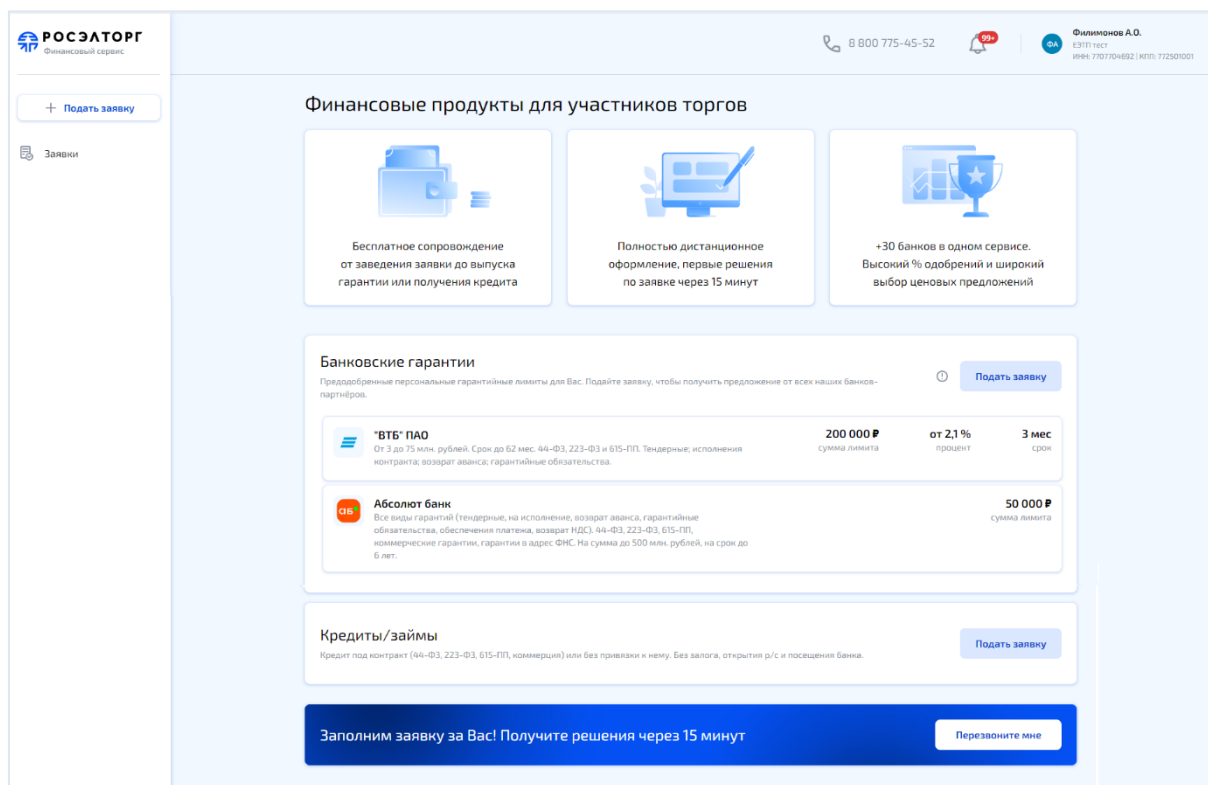 РОСЭЛТОРГ
Финансовый сервис
8 800 775-45-52
99+
ФА
Филимонов А.О.
ЕЭТП тест
ИНН: 7707704692 | КПП: 772501001
+ Подать заявку
Заявки
Финансовые продукты для участников торгов
Бесплатное сопровождение
от заведения заявки до выпуска
гарантии или получения кредита
Полностью дистанционное
оформление, первые решения
по заявке через 15 минут
+30 банков в одном сервисе.
Высокий % одобрений и широкий
выбор ценовых предложений
Банковские гарантии
Предодобренные персональные гарантийные лимиты для Вас. Подайте заявку, чтобы получить предложение от всех наших банков-
партнёров.
Подать заявку
"ВТБ" ПАО
От 3 до 75 млн. рублей. Срок до 62 мес. 44-ФЗ, 223-ФЗ и 615-ПП. Тендерные; исполнения
контракта; возврат аванса; гарантийные обязательства.
200 000 ₽
сумма лимита
от 2,1 %
процент
3 мес
срок
аБ
Абсолют банк
Все виды гарантий (тендерные, на исполнение, возврат аванса, гарантийные
обязательства, обеспечения платежа, возврат НДС). 44-ФЗ, 223-ФЗ, 615-ПП,
коммерческие гарантии, гарантии в адрес ФНС. На сумма до 500 млн. рублей, на срок до
6 лет.
50 000 ₽
сумма лимита
Кредиты/займы
Кредит под контракт (44-ФЗ, 223-ФЗ, 615-ПП, коммерция) или без привязки к нему. Без залога, открытия р/с и посещения банка.
Подать заявку
Заполним заявку за Вас! Получите решения через 15 минут
Перезвоните мне